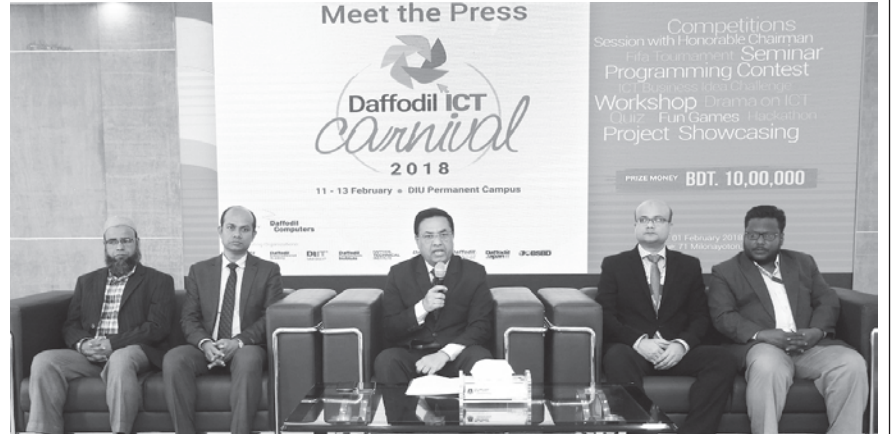 Meet the Press
Daffodil ICT
carnival
2018
11 - 13 February • DIU Permanent Campus
Daffodil
Computers
Competitions
Session with Honorable Chairman
Fifa Tournament Seminar
Programming Contest
ICT Business Idea Challenge
Workshop Drama on ICT
Quiz Fun Games Hackathon
Project Showcasing
PRIZE MONEY BDT. 10,00,000
01 February 2018
71 Milonayoton,